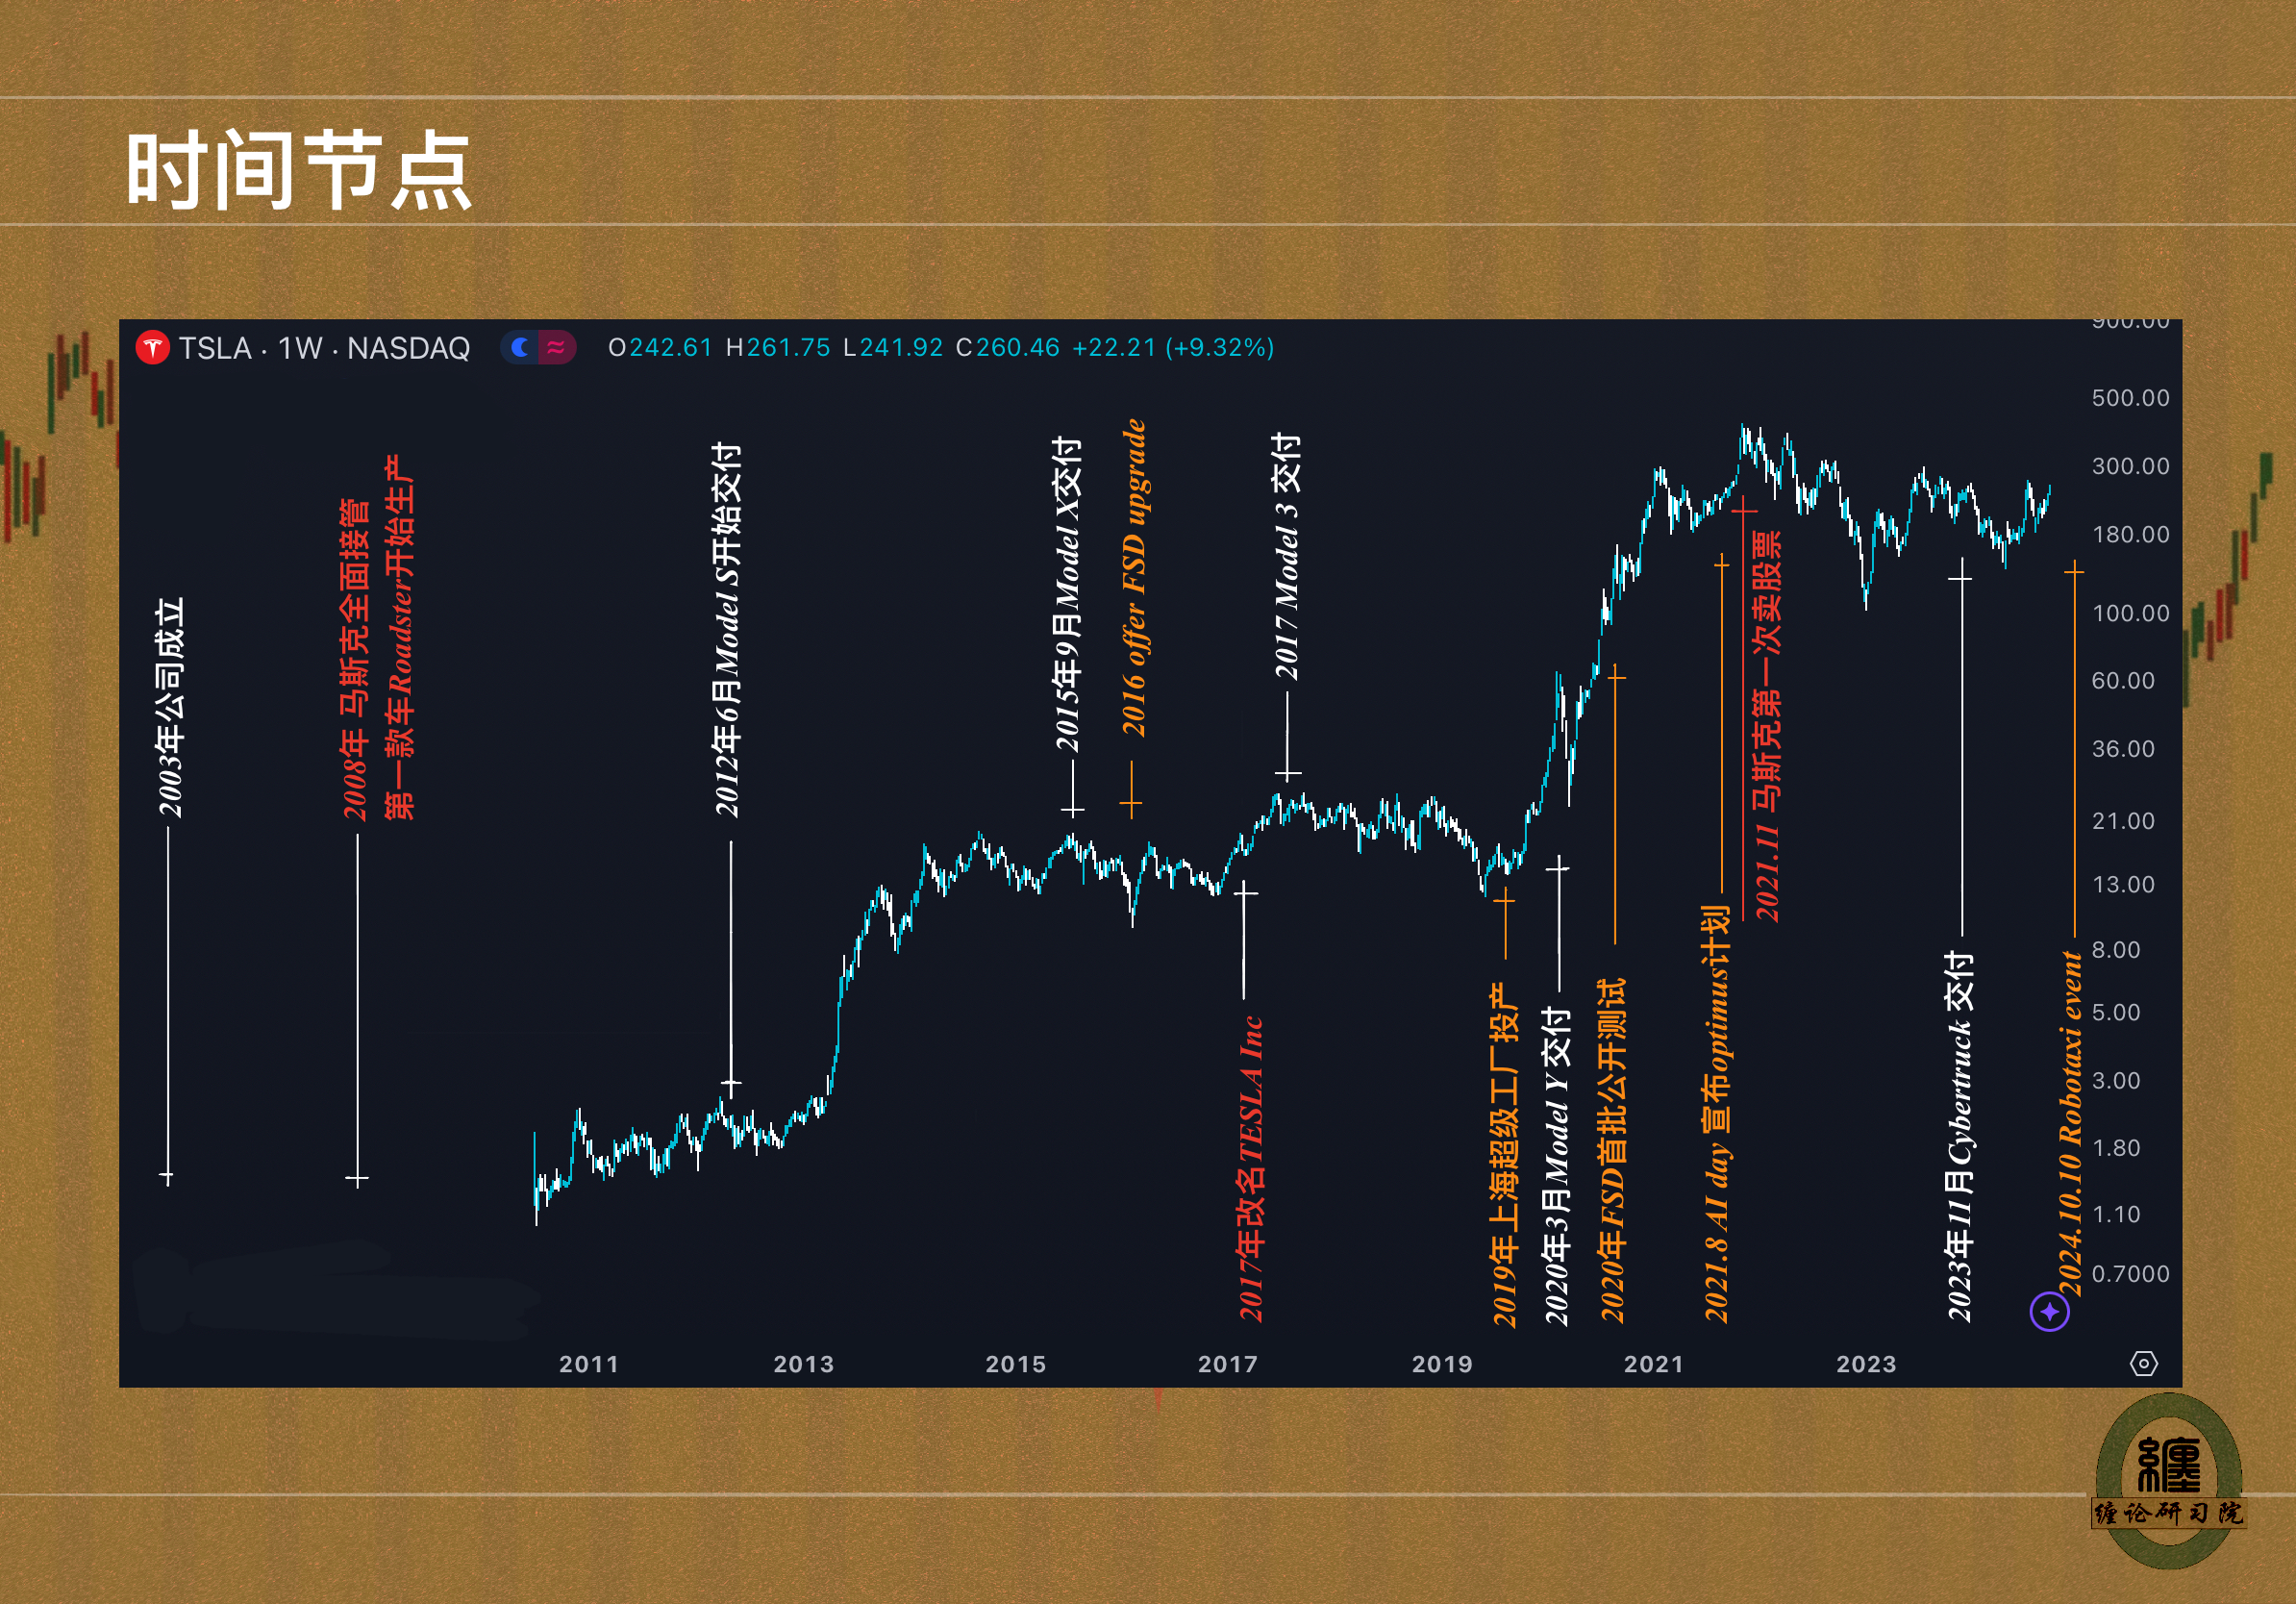 时间节点
TSLA · 1W · NASDAQ
O242.61 H261.75 L241.92 C260.46 +22.21 (+9.32%)
900.00
500.00
300.00
180.00
100.00
60.00
36.00
21.00
13.00
8.00
5.00
3.00
1.80
1.10
0.7000
2003年公司成立
2008年 马斯克全面接管
第一款车Roadster开始生产
2012年6月Model S开始交付
2015年9月Model X交付
2016 offer FSD upgrade
2017年改名TESLA Inc
2017 Model 3 交付
2019年上海超级工厂投产
2020年3月Model Y 交付
2020年FSD首批公开测试
2021.8 AI day 宣布optimus计划
2021.11 马斯克第一次卖股票
2023年11月Cybertruck 交付
2024.10.10 Robotaxi event
2011
2013
2015
2017
2019
2021
2023
纏
缠论研习院